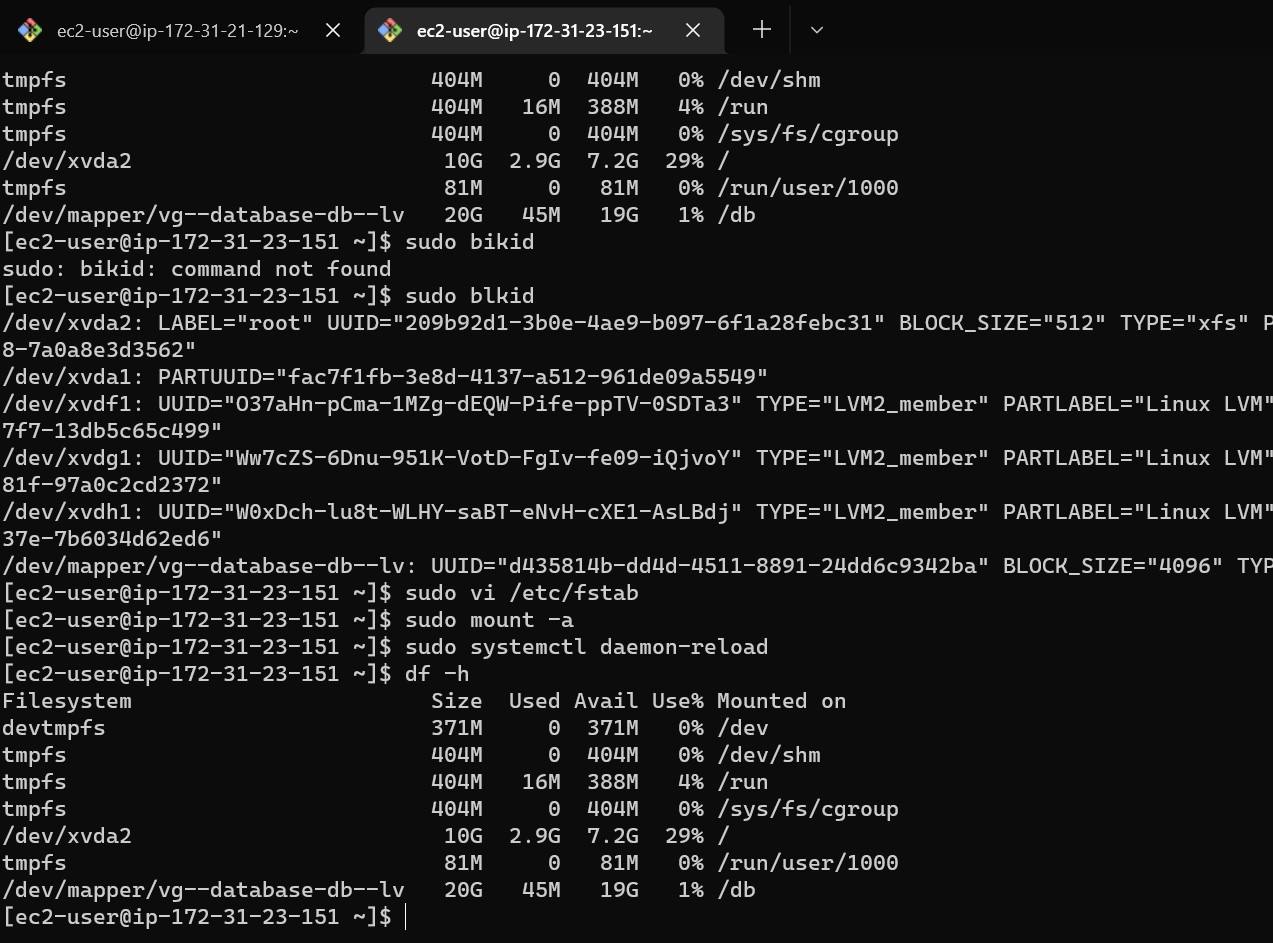 ec2-user@ip-172-31-21-129:~ ec2-user@ip-172-31-23-151:~
tmpfs 404M 0 404M 0% /dev/shm
tmpfs 404M 16M 388M 4% /run
tmpfs 404M 0 404M 0% /sys/fs/cgroup
/dev/xvda2 10G 2.9G 7.2G 29% /
tmpfs 81M 0 81M 0% /run/user/1000
/dev/mapper/vg--database-db--lv 20G 45M 19G 1% /db
[ec2-user@ip-172-31-23-151 ~]$ sudo bikid
sudo: bikid: command not found
[ec2-user@ip-172-31-23-151 ~]$ sudo blkid
/dev/xvda2: LABEL="root" UUID="209b92d1-3b0e-4ae9-b097-6f1a28febc31" BLOCK_SIZE="512" TYPE="xfs" P
8-7a0a8e3d3562"
/dev/xvda1: PARTUUID="fac7f1fb-3e8d-4137-a512-961de09a5549"
/dev/xvdf1: UUID="O37aHn-pCma-1MZg-dEQW-Pife-ppTV-0SDTa3" TYPE="LVM2_member" PARTLABEL="Linux LVM"
7f7-13db5c65c499"
/dev/xvdg1: UUID="Ww7cZS-6Dnu-951K-VotD-FgIv-fe09-iQjvoY" TYPE="LVM2_member" PARTLABEL="Linux LVM"
81f-97a0c2cd2372"
/dev/xvdh1: UUID="W0xDch-lu8t-WLHY-saBT-eNvH-cXE1-AsLBdj" TYPE="LVM2_member" PARTLABEL="Linux LVM"
37e-7b6034d62ed6"
/dev/mapper/vg--database-db--lv: UUID="d435814b-dd4d-4511-8891-24dd6c9342ba" BLOCK_SIZE="4096" TYP
[ec2-user@ip-172-31-23-151 ~]$ sudo vi /etc/fstab
[ec2-user@ip-172-31-23-151 ~]$ sudo mount -a
[ec2-user@ip-172-31-23-151 ~]$ sudo systemctl daemon-reload
[ec2-user@ip-172-31-23-151 ~]$ df -h
Filesystem Size Used Avail Use% Mounted on
devtmpfs 371M 0 371M 0% /dev
tmpfs 404M 0 404M 0% /dev/shm
tmpfs 404M 16M 388M 4% /run
tmpfs 404M 0 404M 0% /sys/fs/cgroup
/dev/xvda2 10G 2.9G 7.2G 29% /
tmpfs 81M 0 81M 0% /run/user/1000
/dev/mapper/vg--database-db--lv 20G 45M 19G 1% /db
[ec2-user@ip-172-31-23-151 ~]$